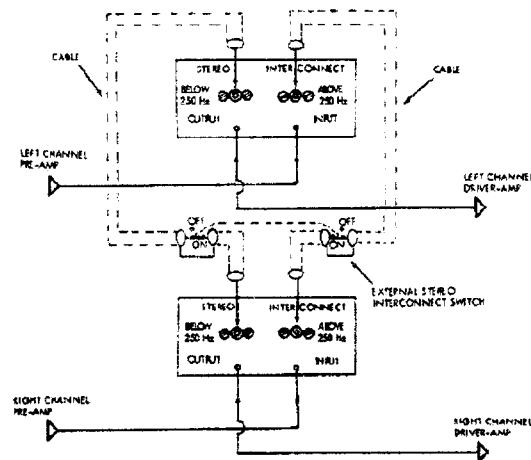 CABLE
CABLE
STEREO INTERCONNECT
BELOW
250 Hz
ABOVE
250 Hz
OUTPUT
INPUT
LEFT CHANNEL
PRE-AMP
LEFT CHANNEL
DRIVER-AMP
OFF
ON
OFF
ON
EXTERNAL STEREO
INTERCONNECT SWITCH
STEREO INTERCONNECT
BELOW
250 Hz
ABOVE
250 Hz
OUTPUT
INPUT
RIGHT CHANNEL
PRE-AMP
RIGHT CHANNEL
DRIVER-AMP